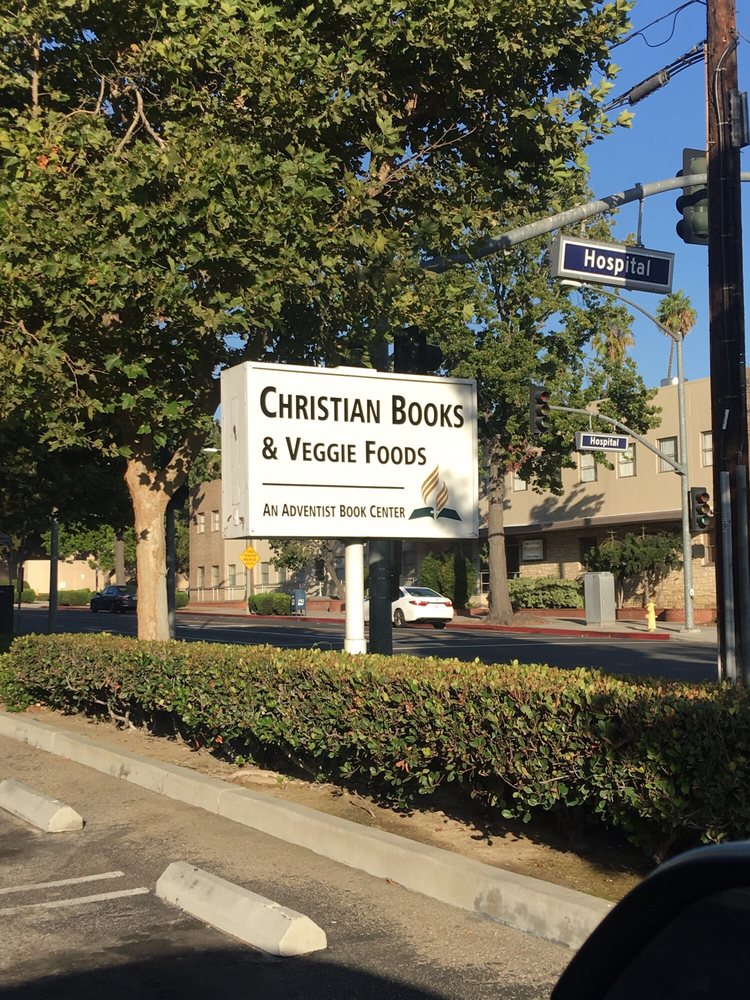 Hospital
CHRISTIAN BOOKS
& VEGGIE FOODS
AN ADVENTIST BOOK CENTER
Hospital